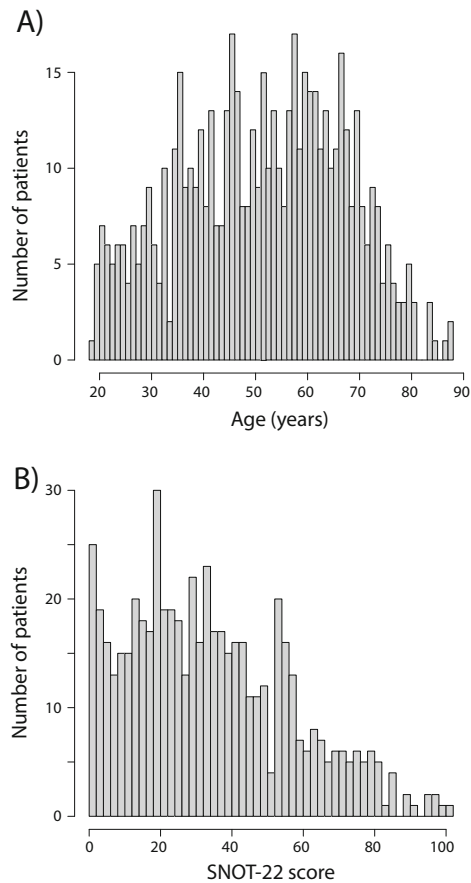 A)
Number of patients
15
10
5
0
20 30 40 50 60 70 80 90
Age (years)
B)
Number of patients
30
20
10
0
0 20 40 60 80 100
SNOT-22 score